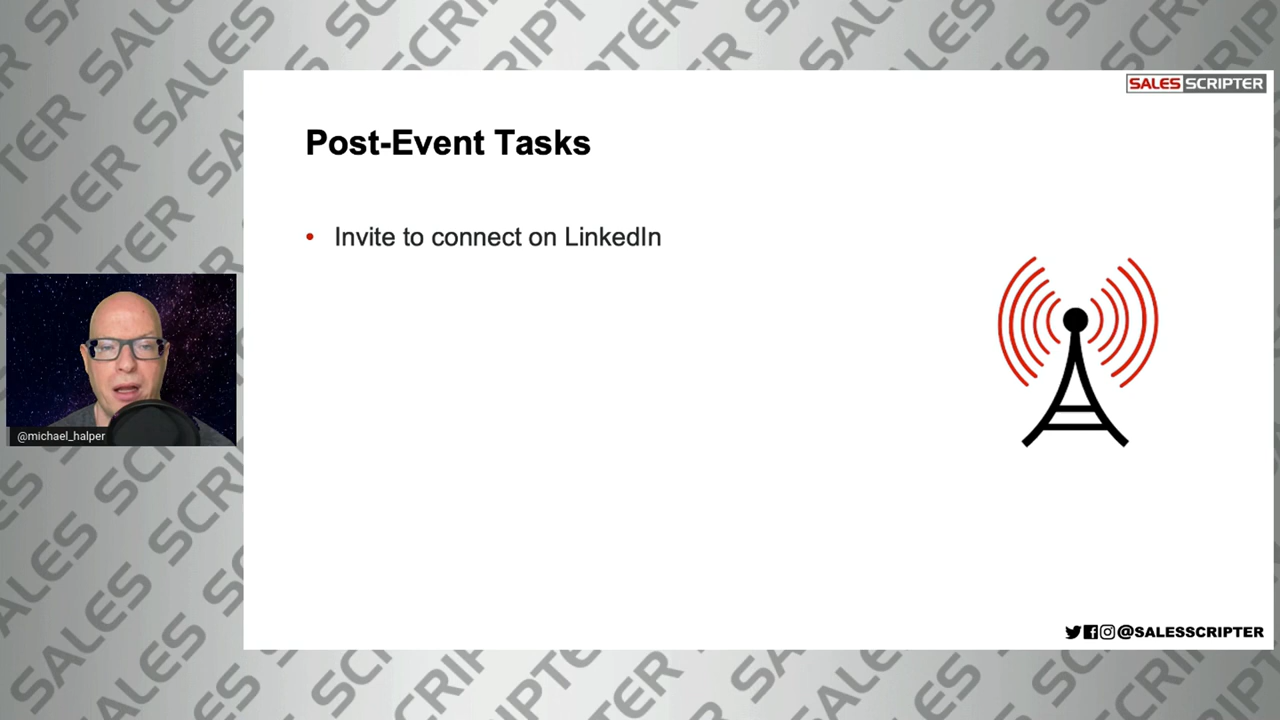 SALES SCRIPTER
Post-Event Tasks
• Invite to connect on LinkedIn
@michael_halper
@SALESSCRIPTER